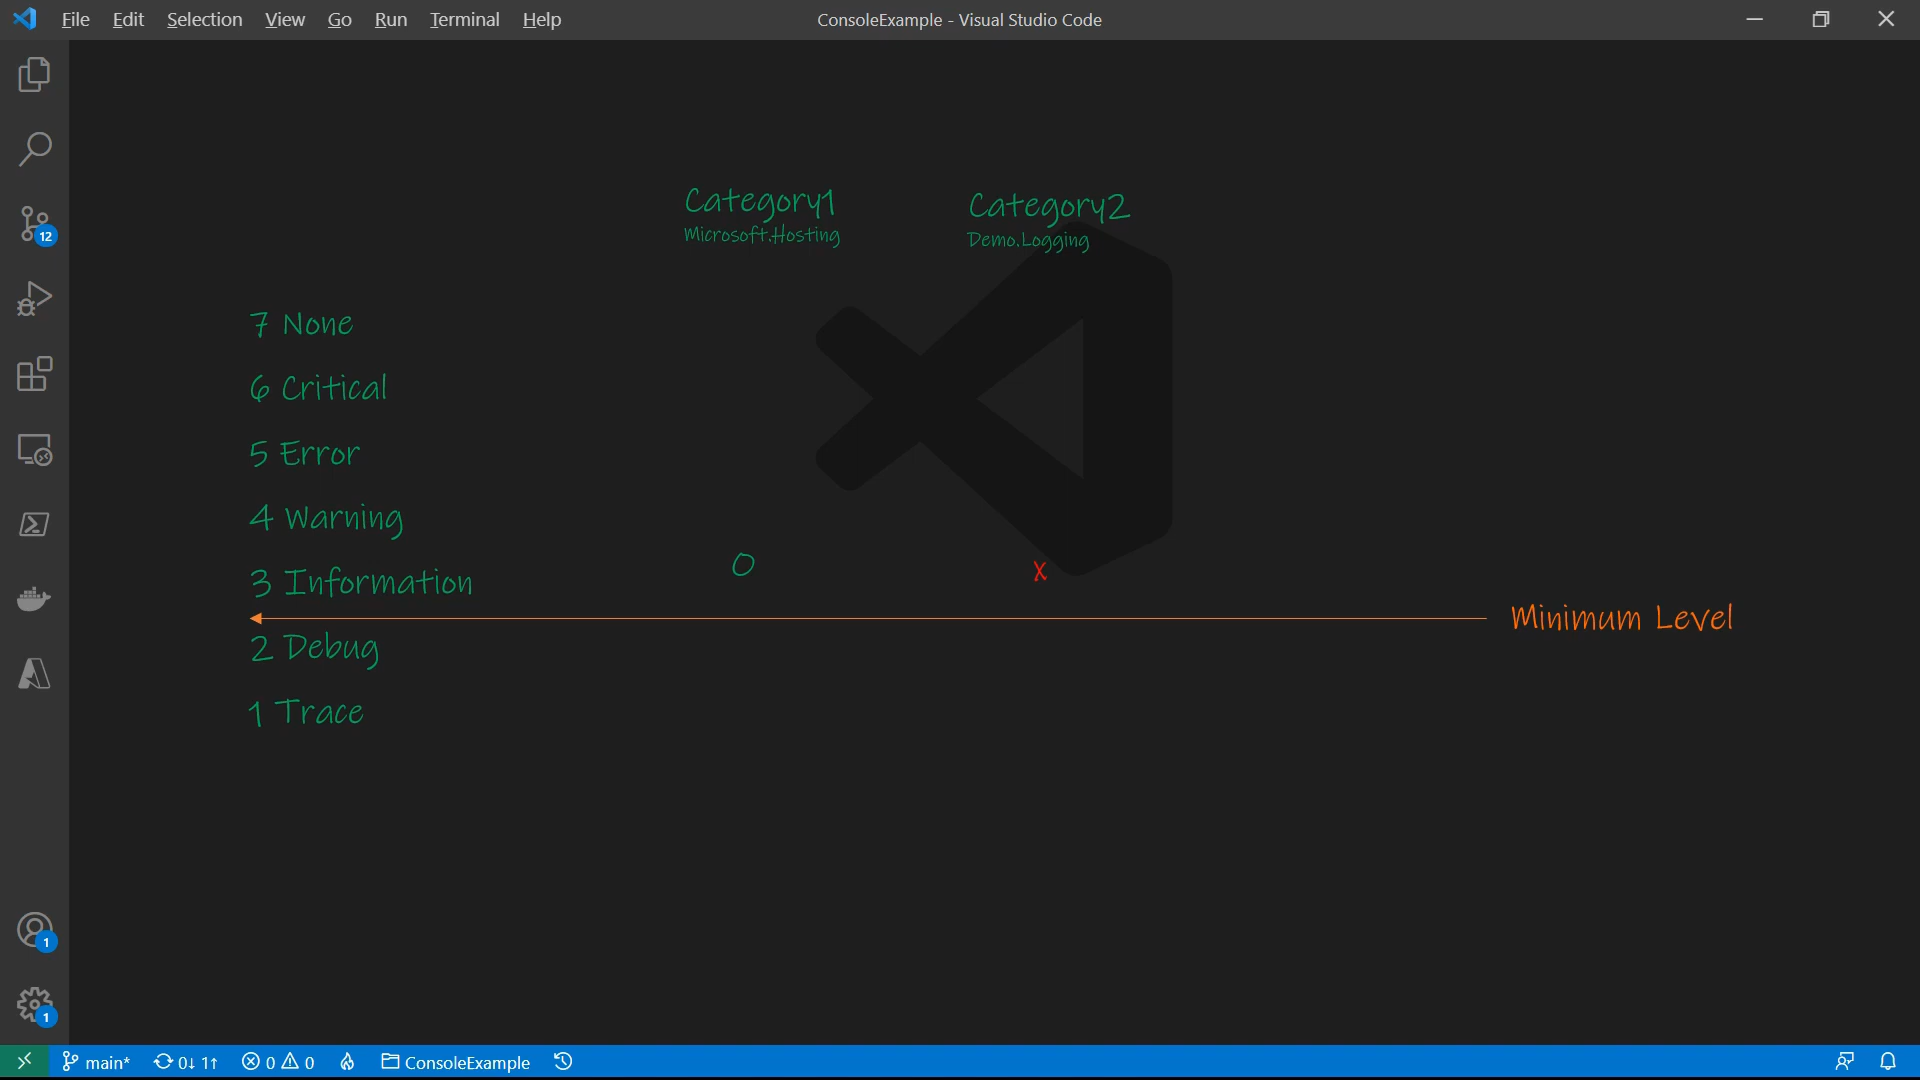 File Edit Selection View Go Run Terminal Help
ConsoleExample - Visual Studio Code
12
Category1
Microsoft.Hosting
Category2
Demo.Logging
7 None
6 Critical
5 Error
4 Warning
O X
3 Information
Minimum Level
2 Debug
1 Trace
1
1
main* 0↓ 1↑ 0 0 ConsoleExample